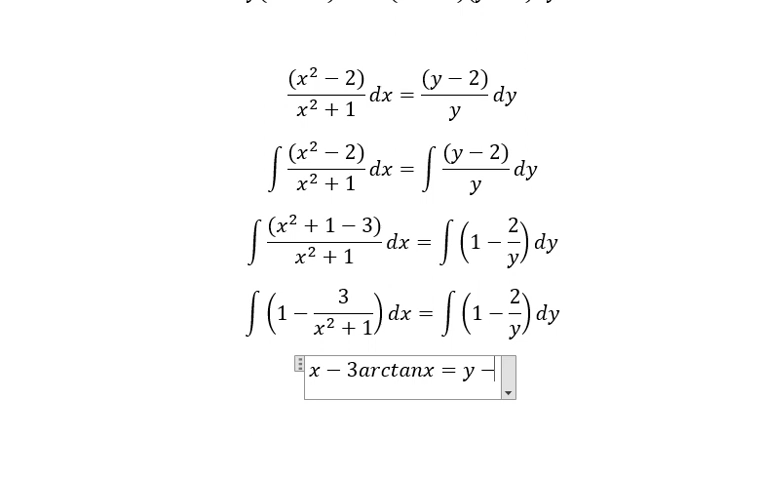 (x² − 2)/(x² + 1) dx = (y − 2)/y dy
∫ (x² − 2)/(x² + 1) dx = ∫ (y − 2)/y dy
∫ (x² + 1 − 3)/(x² + 1) dx = ∫ (1 − 2/y) dy
∫ (1 − 3/(x² + 1)) dx = ∫ (1 − 2/y) dy
x − 3arctanx = y −